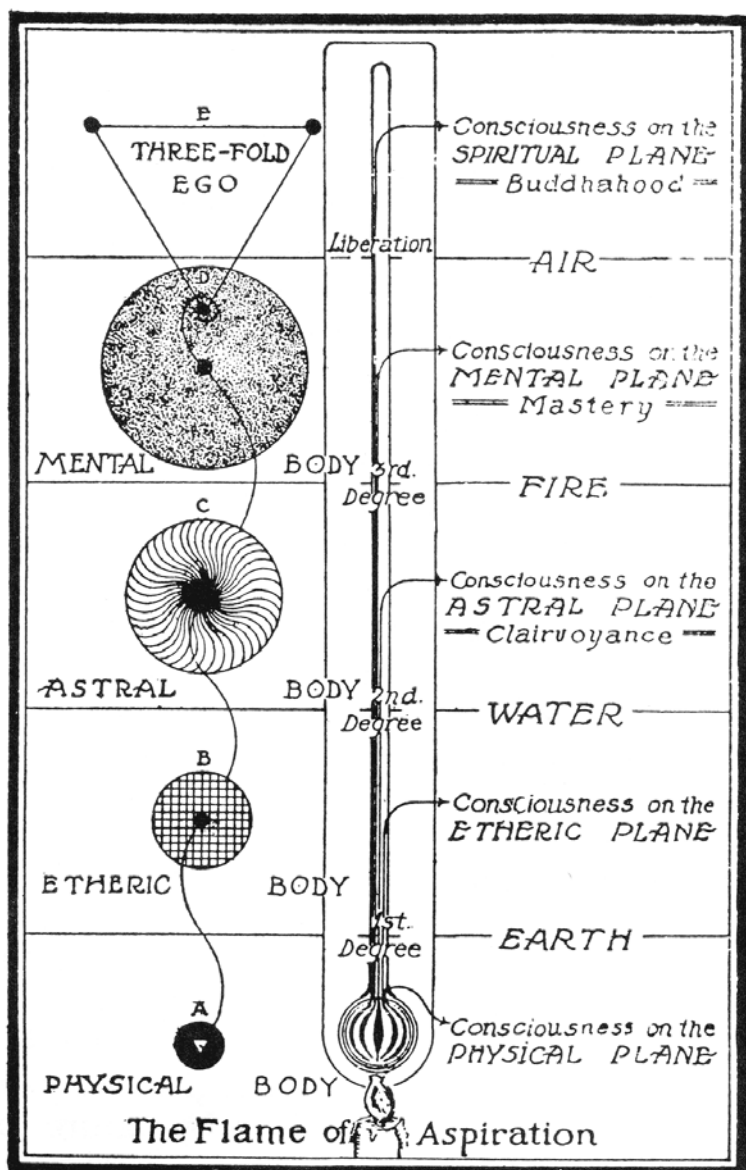 E
THREE-FOLD
EGO
Consciousness on the
SPIRITUAL PLANE
Buddhahood
Liberation
AIR
D
Consciousness on the
MENTAL PLANE
Mastery
MENTAL BODY
3rd.
Degree
FIRE
C
Consciousness on the
ASTRAL PLANE
Clairvoyance
ASTRAL BODY
2nd.
Degree
WATER
B
Consciousness on the
ETHERIC PLANE
ETHERIC BODY
1st.
Degree
EARTH
A
Consciousness on the
PHYSICAL PLANE
PHYSICAL BODY
The Flame of Aspiration